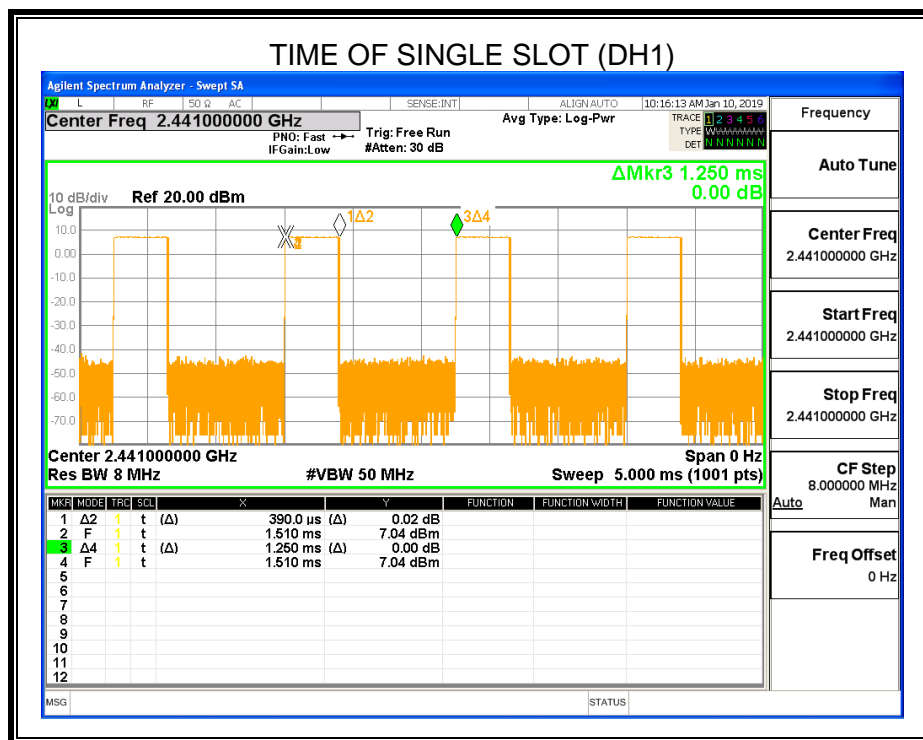 TIME OF SINGLE SLOT (DH1)
Agilent Spectrum Analyzer - Swept SA
LXI L RF 50 Ω AC SENSE:INT ALIGN AUTO 10:16:13 AM Jan 10, 2019
Center Freq 2.441000000 GHz
PNO: Fast
IFGain:Low
Trig: Free Run
#Atten: 30 dB
Avg Type: Log-Pwr
TRACE 1 2 3 4 5 6
TYPE W
DET N N N N N N
ΔMkr3 1.250 ms
0.00 dB
10 dB/div Ref 20.00 dBm
Log
1Δ2
3Δ4
10.0
0.00
-10.0
-20.0
-30.0
-40.0
-50.0
-60.0
-70.0
Center 2.441000000 GHz Span 0 Hz
Res BW 8 MHz #VBW 50 MHz Sweep 5.000 ms (1001 pts)
MKR MODE TRC SCL X Y FUNCTION FUNCTION WIDTH FUNCTION VALUE
1 Δ2 1 t (Δ) 390.0 µs (Δ) 0.02 dB
2 F 1 t 1.510 ms 7.04 dBm
3 Δ4 1 t (Δ) 1.250 ms (Δ) 0.00 dB
4 F 1 t 1.510 ms 7.04 dBm
5
6
7
8
9
10
11
12
MSG STATUS
Frequency
Auto Tune
Center Freq
2.441000000 GHz
Start Freq
2.441000000 GHz
Stop Freq
2.441000000 GHz
CF Step
8.000000 MHz
Auto Man
Freq Offset
0 Hz